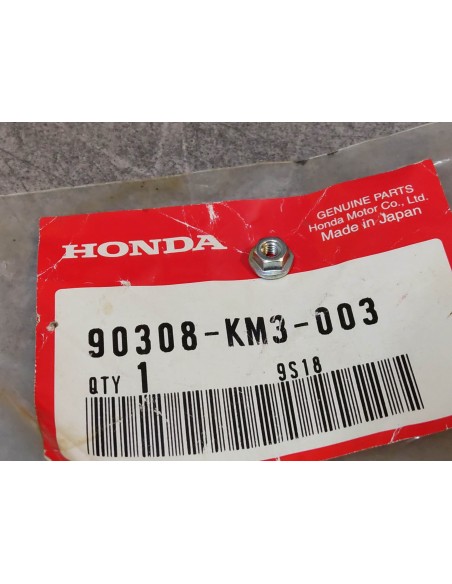 GENUINE PARTS
Honda Motor Co., Ltd.
Made in Japan
HONDA
90308-KM3-003
QTY 1 9S18